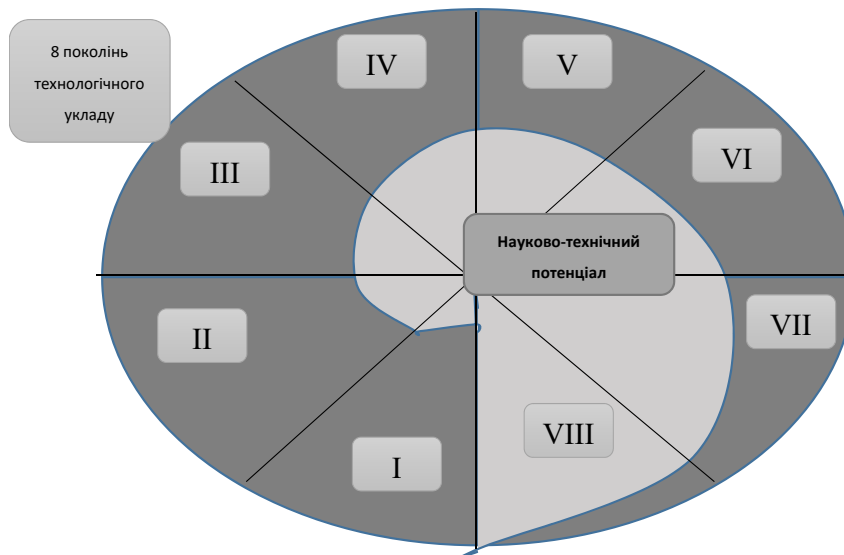 8 поколінь
технологічного
укладу
IV
V
III
VI
Науково-технічний
потенціал
II
VII
I
VIII